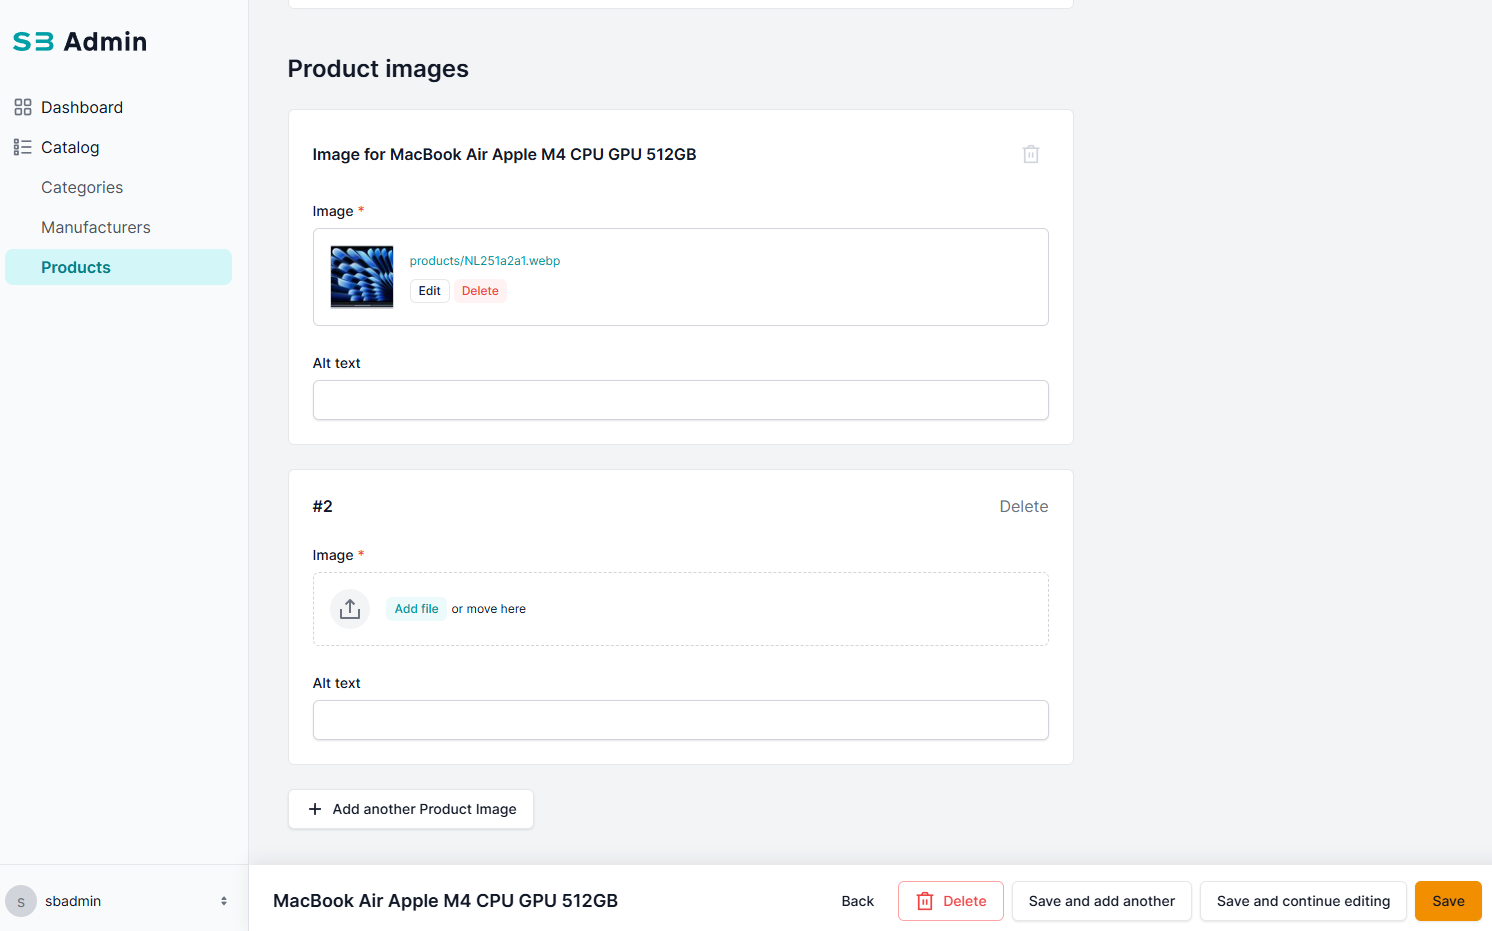 SB Admin
Dashboard
Catalog
Categories
Manufacturers
Products
Product images
Image for MacBook Air Apple M4 CPU GPU 512GB
Image *
products/NL251a2a1.webp
Edit Delete
Alt text
#2 Delete
Image *
Add file or move here
Alt text
Add another Product Image
s sbadmin
MacBook Air Apple M4 CPU GPU 512GB Back Delete Save and add another Save and continue editing Save